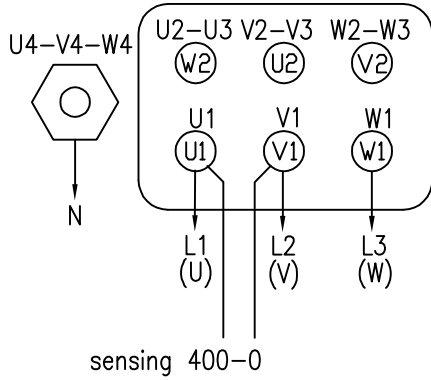 U2-U3 V2-V3 W2-W3
U4-V4-W4
W2 U2 V2
U1 V1 W1
U1 V1 W1
N
L1 L2 L3
(U) (V) (W)
sensing 400-0